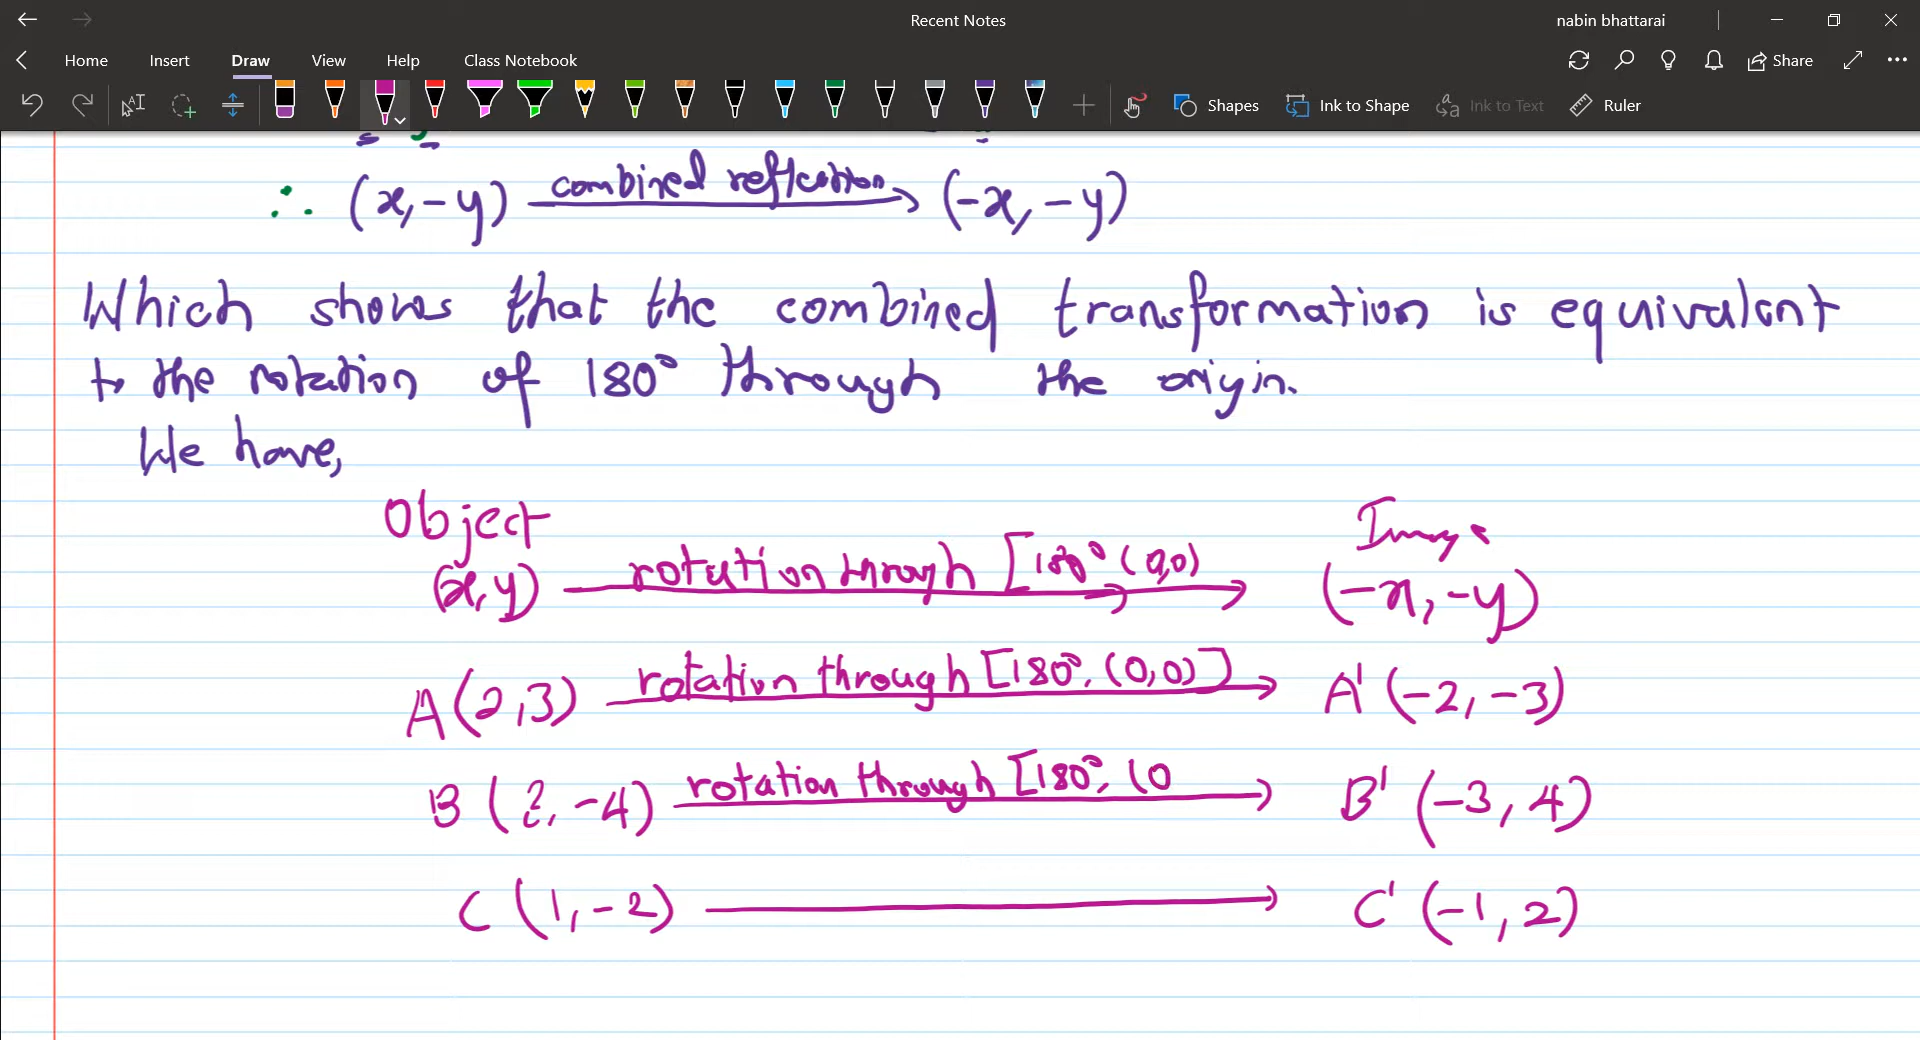 Recent Notes
nabin bhattarai
Home Insert Draw View Help Class Notebook
Share
Shapes Ink to Shape Ink to Text Ruler
∴ (x, -y) combined reflection (-x, -y)
Which shows that the combined transformation is equivalent
to the rotation of 180° through the origin.
We have,
Object Image
(x, y) rotation through [180° (0,0) (-x, -y)
A (2,3) rotation through [180°, (0,0)] A' (-2, -3)
B ( , -4) rotation through [180°, (0 B' (-3, 4)
C (1, -2) C' (-1, 2)